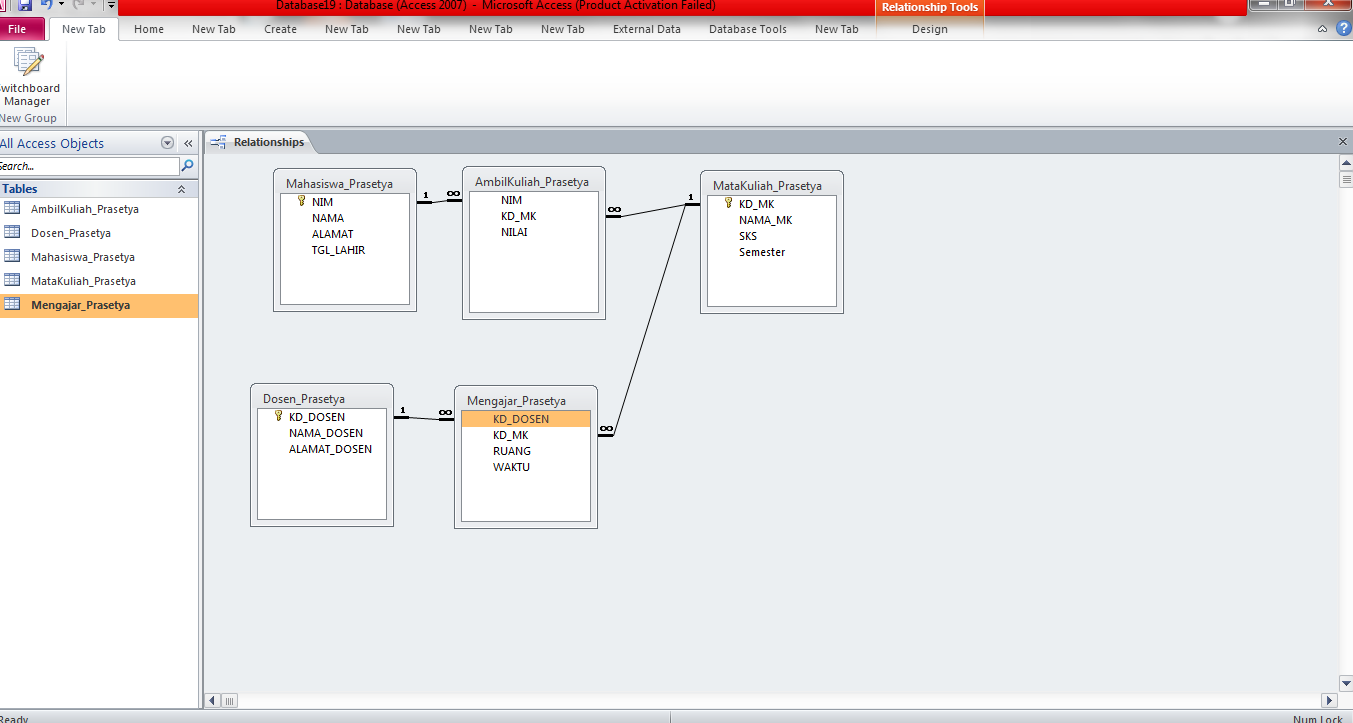 Database19 : Database (Access 2007) - Microsoft Access (Product Activation Failed)
Relationship Tools
File New Tab Home New Tab Create New Tab New Tab New Tab New Tab External Data Database Tools New Tab Design
witchboard
Manager
New Group
All Access Objects
Search...
Tables
AmbilKuliah_Prasetya
Dosen_Prasetya
Mahasiswa_Prasetya
MataKuliah_Prasetya
Mengajar_Prasetya
Relationships
Mahasiswa_Prasetya
NIM
NAMA
ALAMAT
TGL_LAHIR
1 ∞
AmbilKuliah_Prasetya
NIM
KD_MK
NILAI
∞ 1
MataKuliah_Prasetya
KD_MK
NAMA_MK
SKS
Semester
Dosen_Prasetya
KD_DOSEN
NAMA_DOSEN
ALAMAT_DOSEN
1 ∞
Mengajar_Prasetya
KD_DOSEN
KD_MK
RUANG
WAKTU
∞
Ready
Num Lock